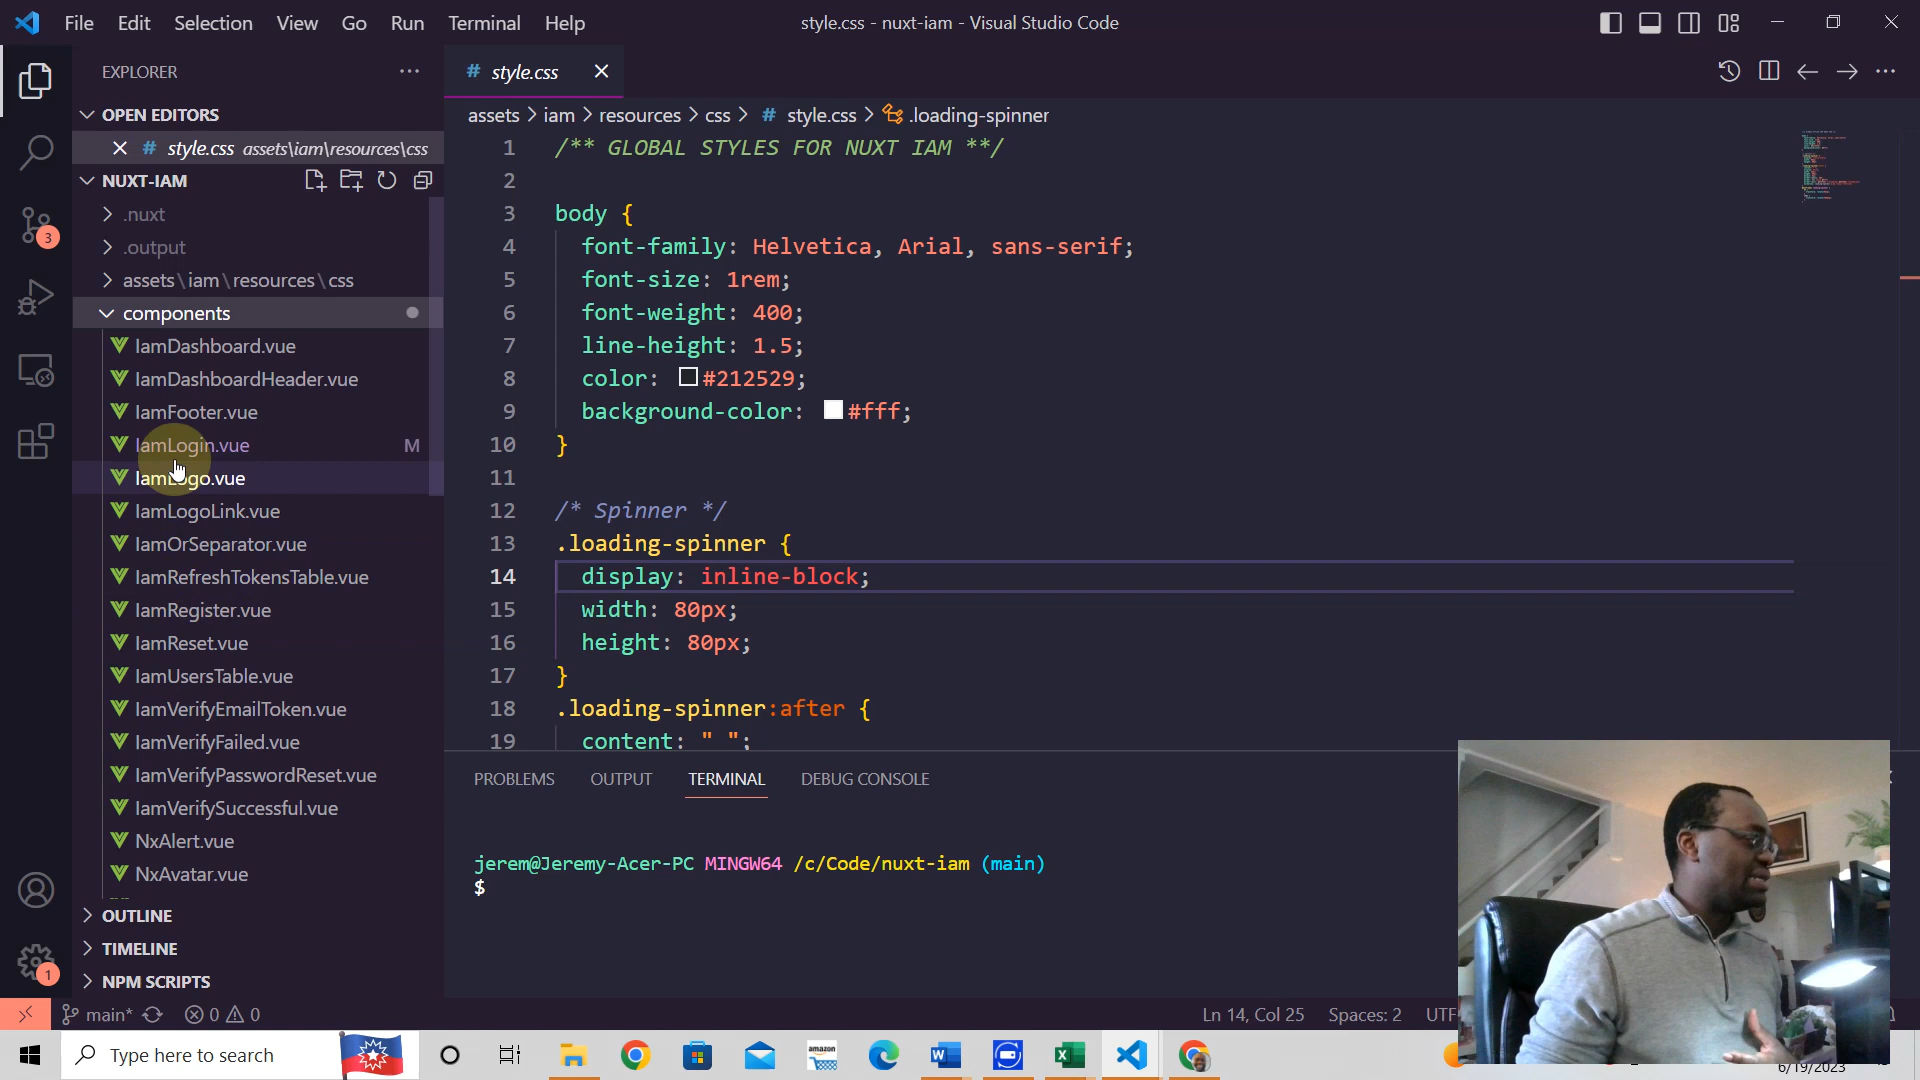 File Edit Selection View Go Run Terminal Help
style.css - nuxt-iam - Visual Studio Code
EXPLORER
OPEN EDITORS
# style.css assets\iam\resources\css
NUXT-IAM
.nuxt
.output
assets\iam\resources\css
components
IamDashboard.vue
IamDashboardHeader.vue
IamFooter.vue
IamLogin.vue M
IamLogo.vue
IamLogoLink.vue
IamOrSeparator.vue
IamRefreshTokensTable.vue
IamRegister.vue
IamReset.vue
IamUsersTable.vue
IamVerifyEmailToken.vue
IamVerifyFailed.vue
IamVerifyPasswordReset.vue
IamVerifySuccessful.vue
NxAlert.vue
NxAvatar.vue
OUTLINE
TIMELINE
NPM SCRIPTS
3
1
# style.css
assets > iam > resources > css > # style.css > .loading-spinner
1 /** GLOBAL STYLES FOR NUXT IAM **/
2
3 body {
4 font-family: Helvetica, Arial, sans-serif;
5 font-size: 1rem;
6 font-weight: 400;
7 line-height: 1.5;
8 color: #212529;
9 background-color: #fff;
10 }
11
12 /* Spinner */
13 .loading-spinner {
14 display: inline-block;
15 width: 80px;
16 height: 80px;
17 }
18 .loading-spinner:after {
19 content: " ";
PROBLEMS OUTPUT TERMINAL DEBUG CONSOLE
jerem@Jeremy-Acer-PC MINGW64 /c/Code/nuxt-iam (main)
$
main* 0 0
Ln 14, Col 25 Spaces: 2 UTF
Type here to search
amazon
6/19/2023